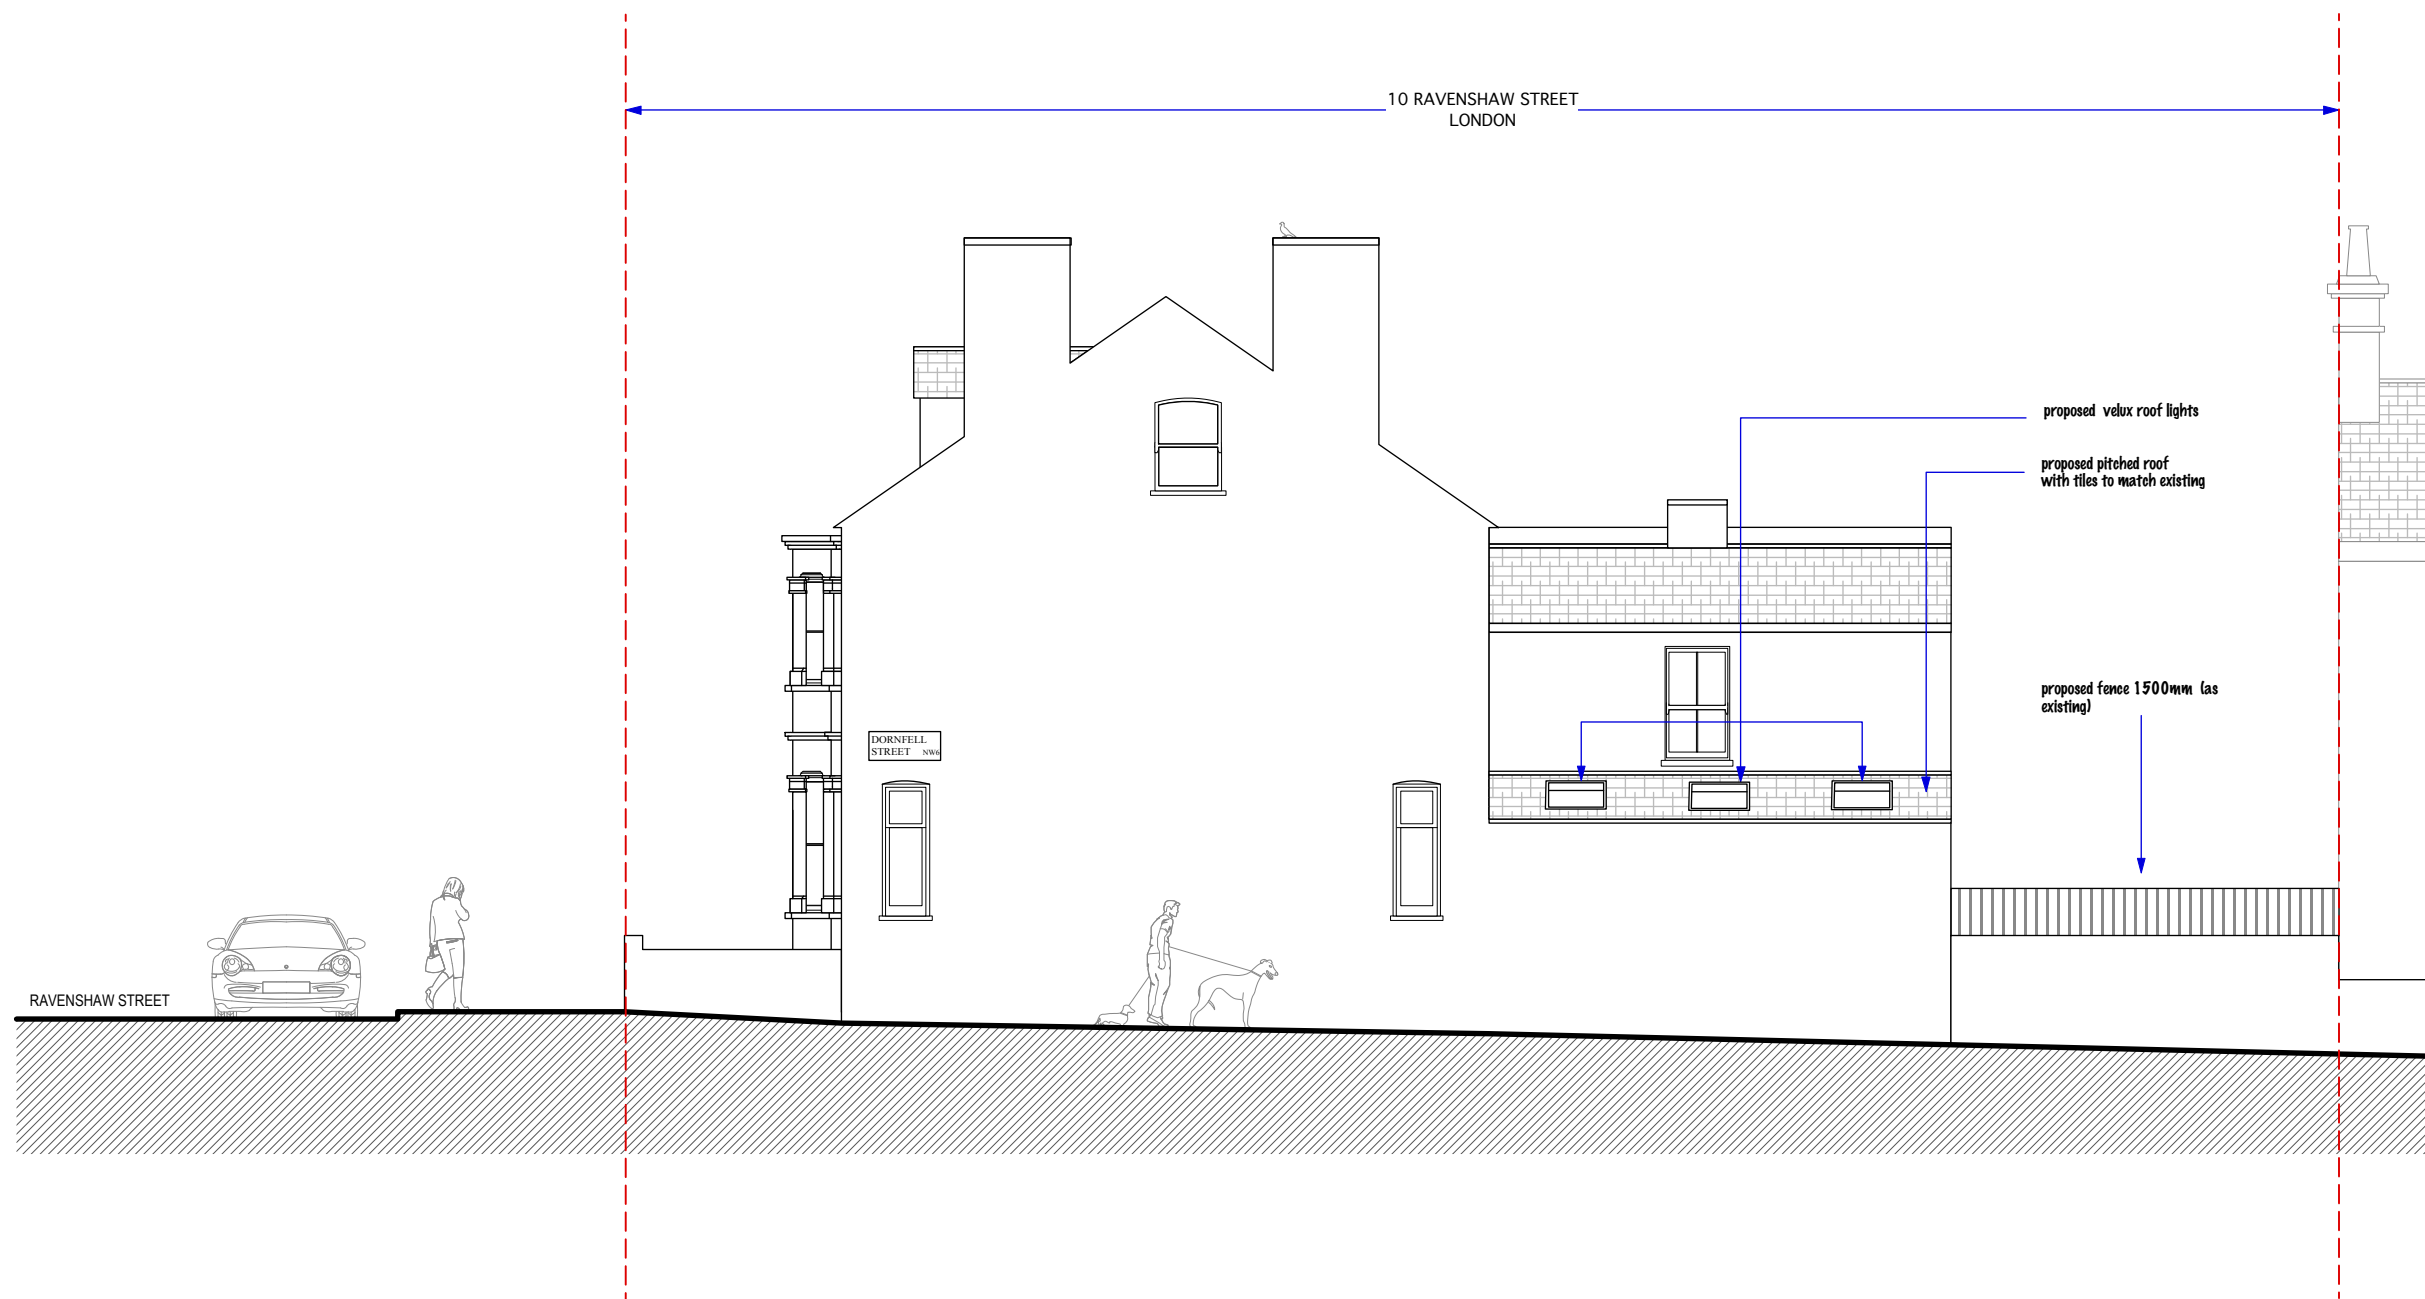 10 RAVENSHAW STREET
LONDON
proposed velux roof lights
proposed pitched roof
with tiles to match existing
proposed fence 1500mm (as
existing)
DORNFELL
STREET NW6
RAVENSHAW STREET